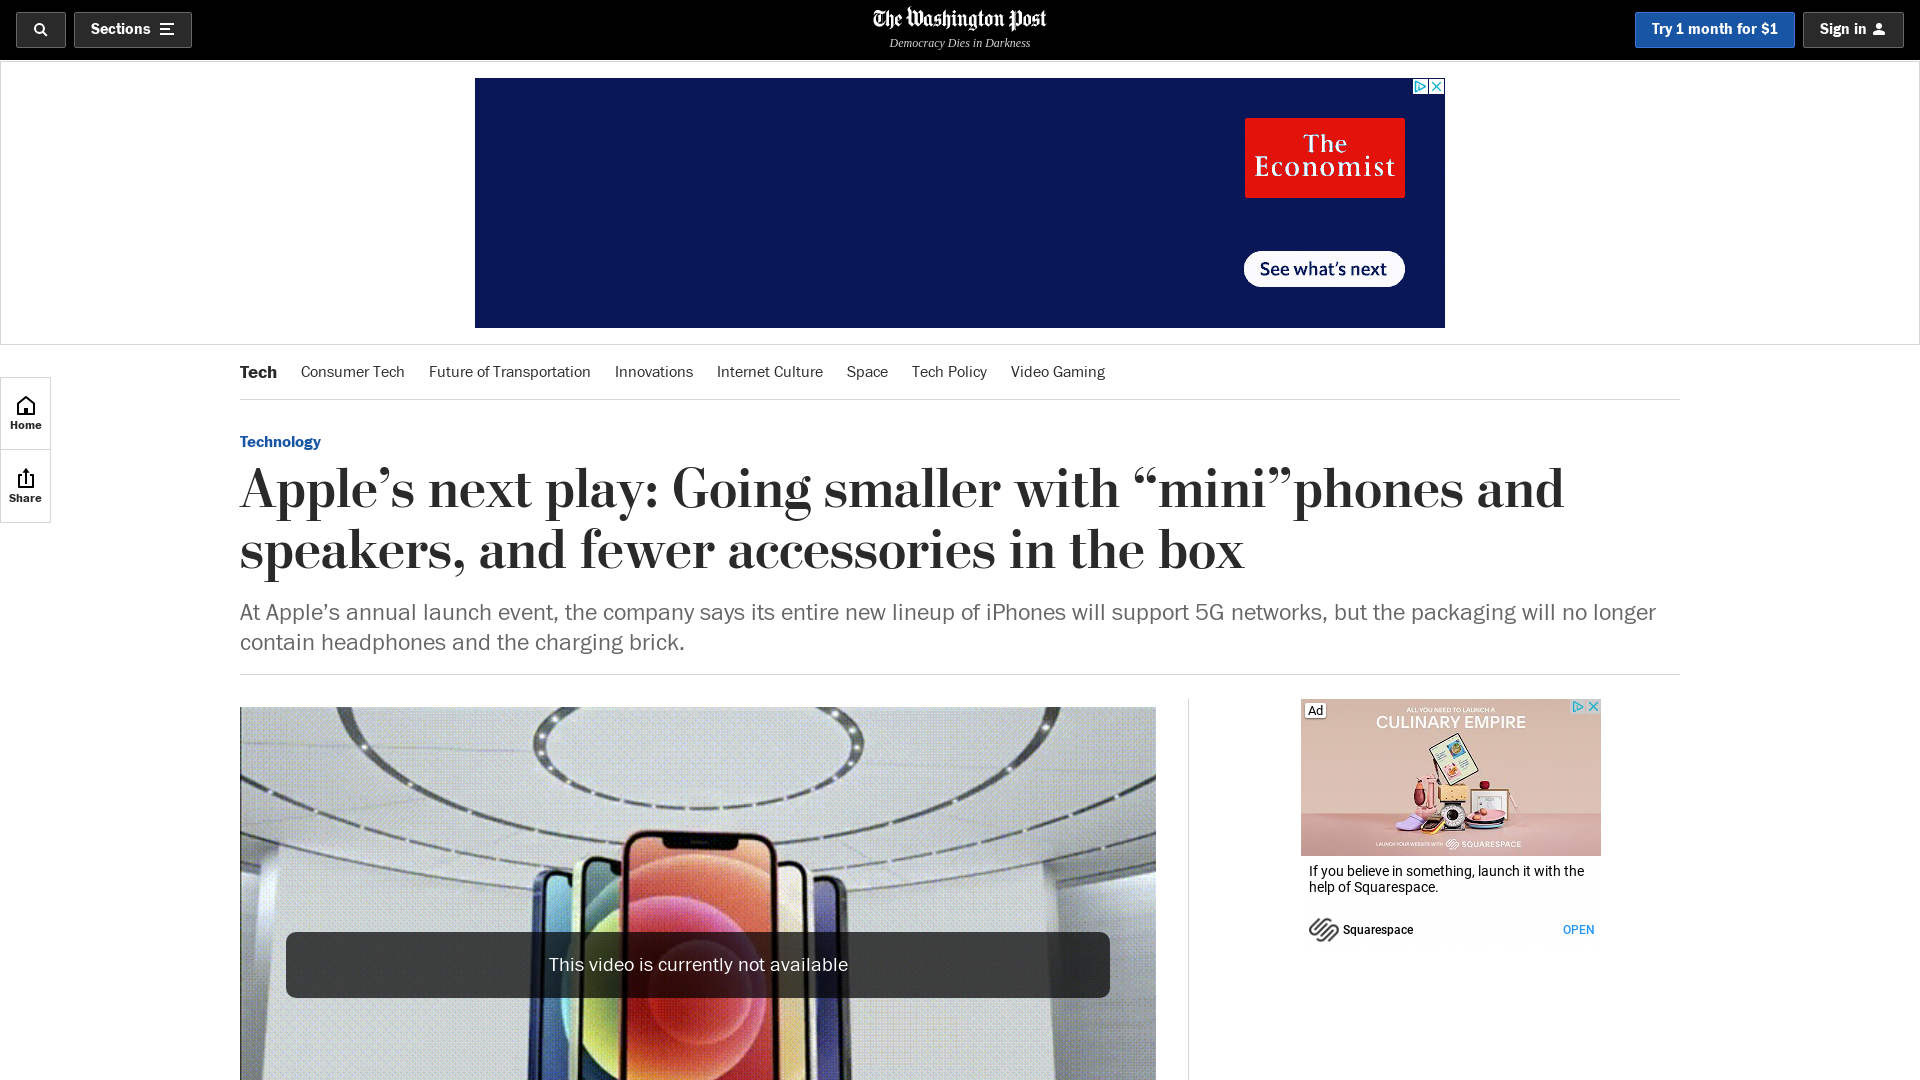 Sections
The Washington Post
Democracy Dies in Darkness
Try 1 month for $1
Sign in
The
Economist
See what's next
Tech
Consumer Tech
Future of Transportation
Innovations
Internet Culture
Space
Tech Policy
Video Gaming
Home
Share
Technology
Apple’s next play: Going smaller with “mini”phones and
speakers, and fewer accessories in the box
At Apple’s annual launch event, the company says its entire new lineup of iPhones will support 5G networks, but the packaging will no longer
contain headphones and the charging brick.
This video is currently not available
Ad
ALL YOU NEED TO LAUNCH A
CULINARY EMPIRE
LAUNCH YOUR WEBSITE WITH SQUARESPACE
If you believe in something, launch it with the
help of Squarespace.
Squarespace
OPEN